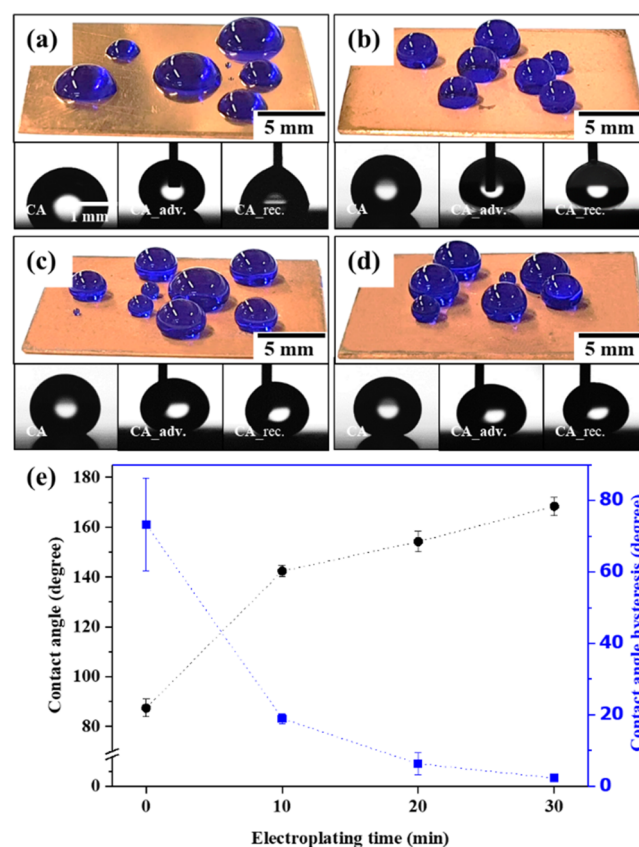 (a)
5 mm
CA
1 mm
CA_adv.
CA_rec.
(b)
5 mm
CA
CA_adv.
CA_rec.
(c)
5 mm
CA
CA_adv.
CA_rec.
(d)
5 mm
CA
CA_adv.
CA_rec.
(e)
180
160
140
120
100
80
0
Contact angle (degree)
80
60
40
20
0
Contact angle hysteresis (degree)
0
10
20
30
Electroplating time (min)